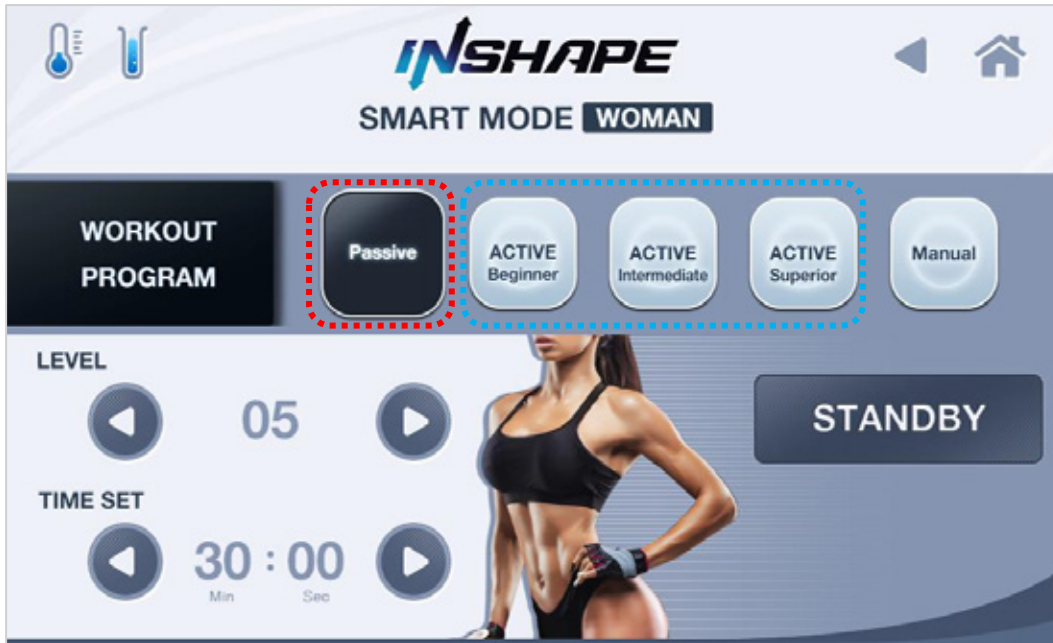 INSHAPE
SMART MODE WOMAN
WORKOUT
PROGRAM
Passive
ACTIVE
Beginner
ACTIVE
Intermediate
ACTIVE
Superior
Manual
LEVEL
05
STANDBY
TIME SET
30 : 00
Min Sec